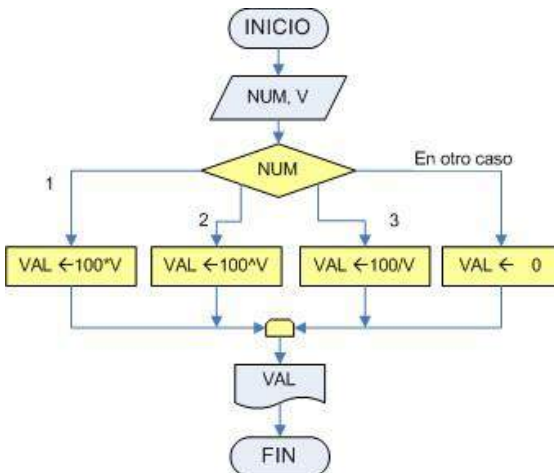 INICIO
NUM, V
NUM
En otro caso
1
2
3
VAL ←100*V
VAL ←100^V
VAL ←100/V
VAL ← 0
VAL
FIN